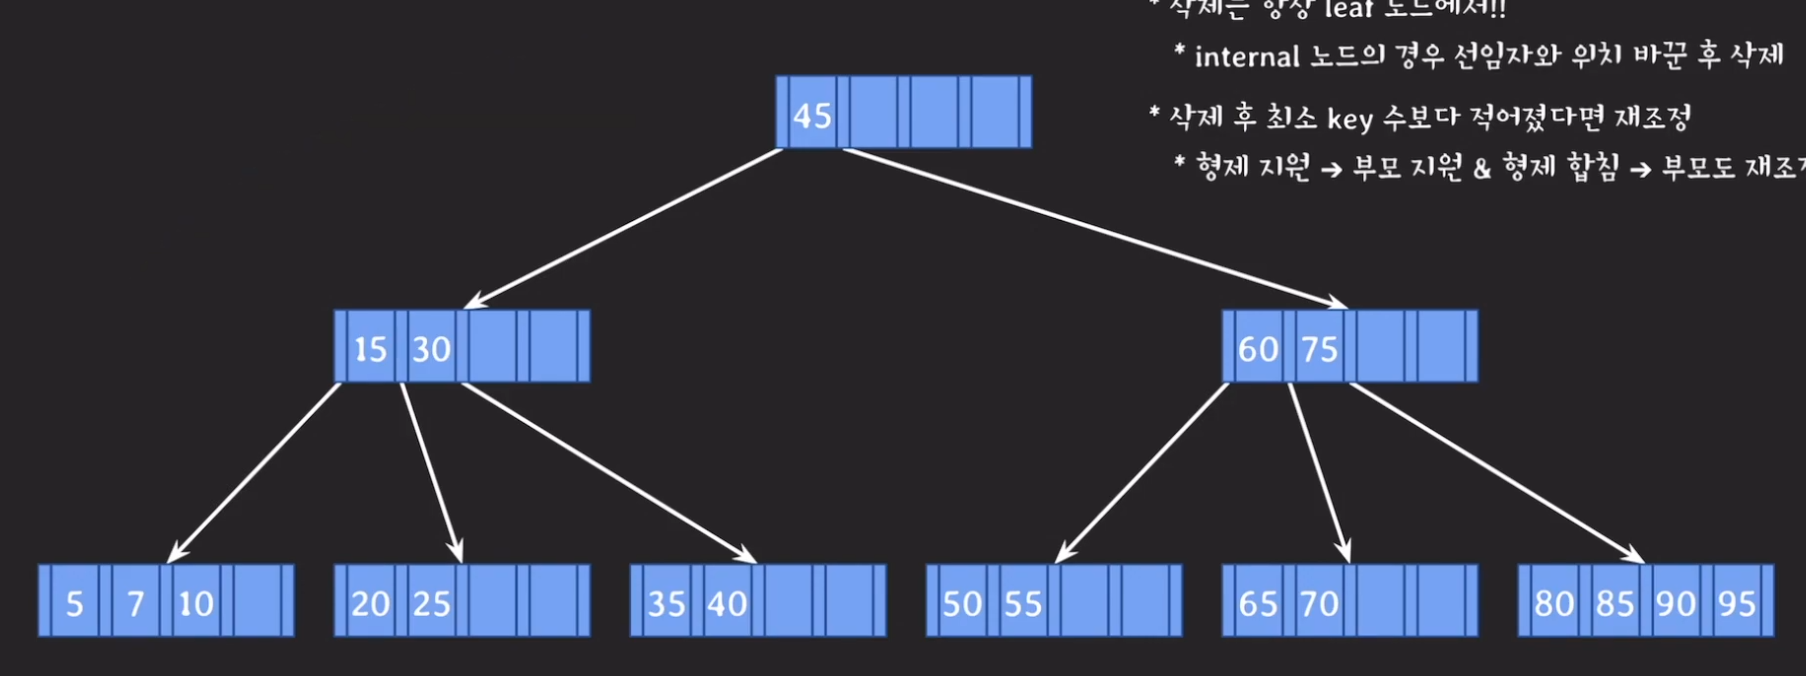 * 삭제는 항상 leaf 노드에서!!
* internal 노드의 경우 선임자와 위치 바꾼 후 삭제
* 삭제 후 최소 key 수보다 적어졌다면 재조정
* 형제 지원 → 부모 지원 & 형제 합침 → 부모도 재조
45
15 30
60 75
5 7 10
20 25
35 40
50 55
65 70
80 85 90 95